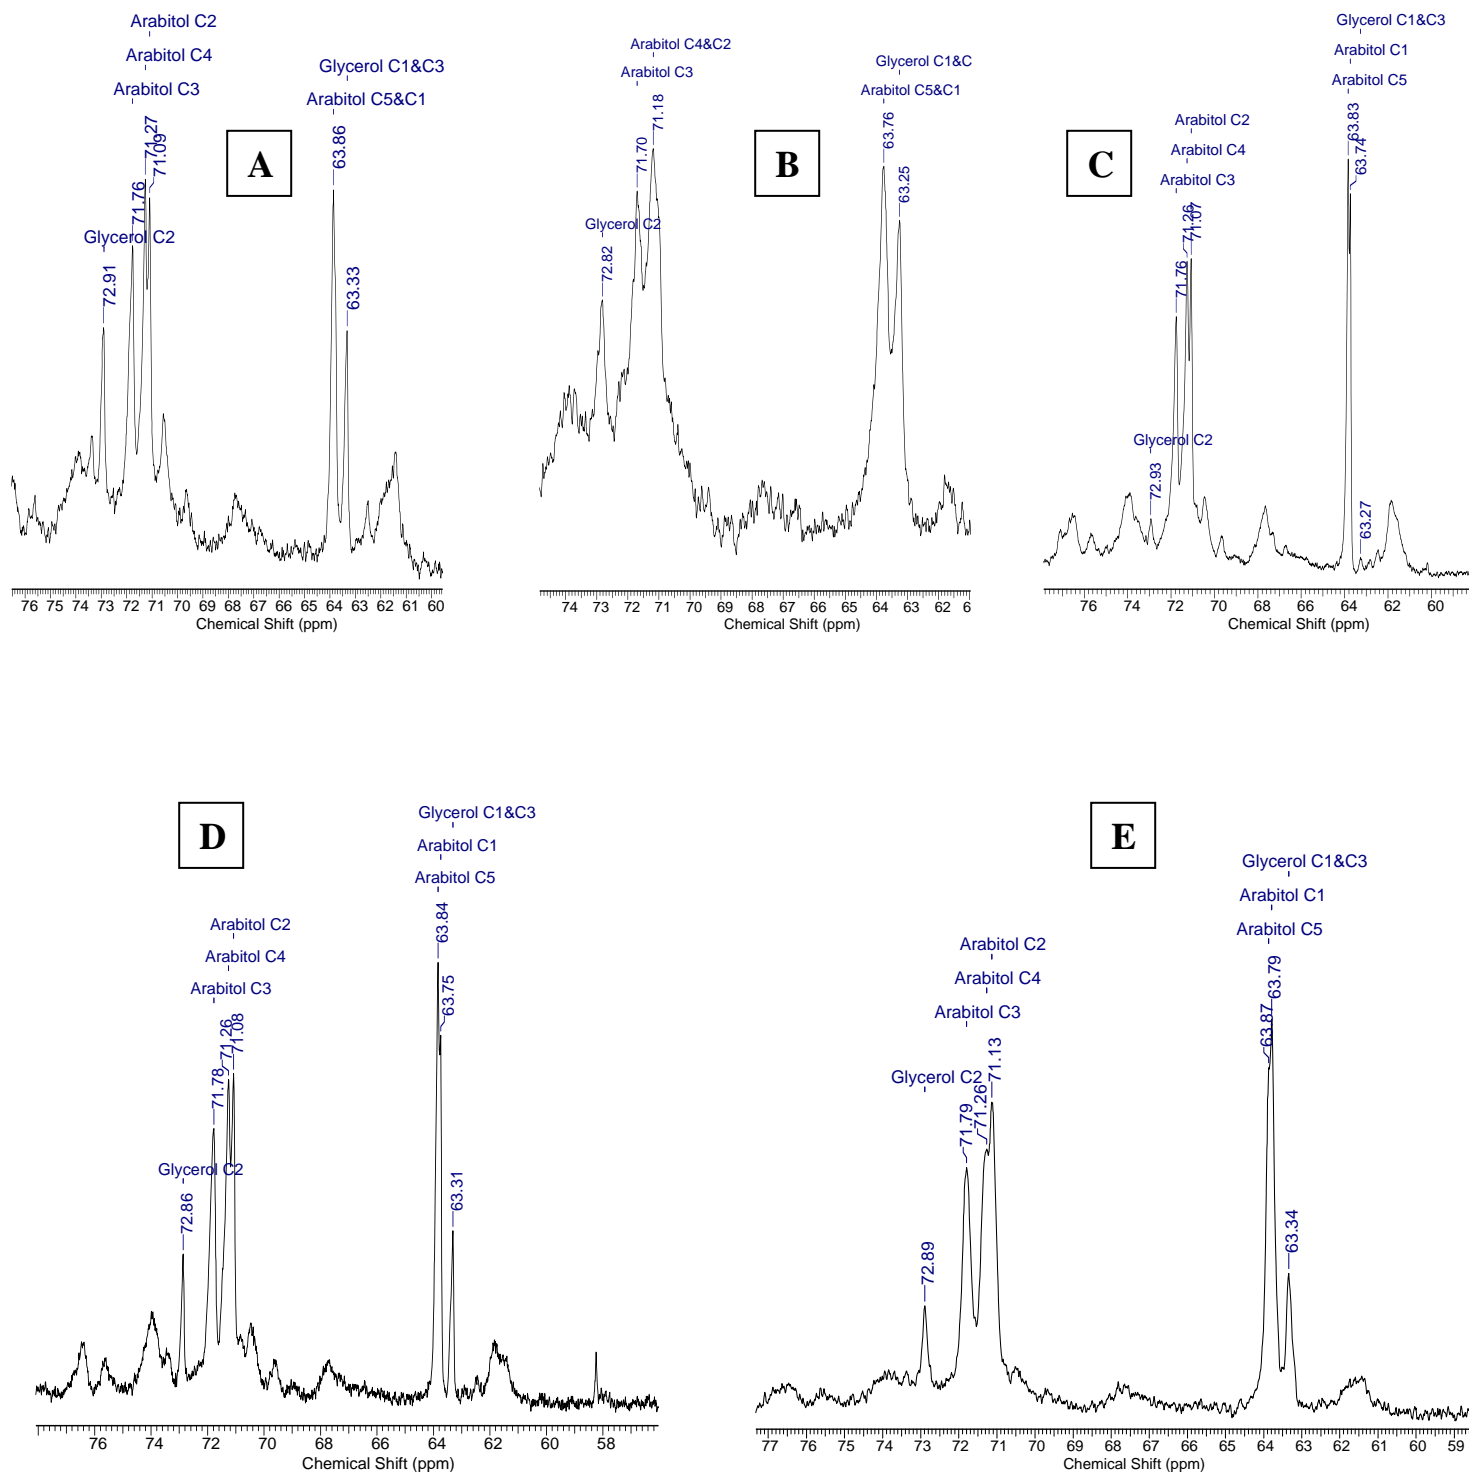 Arabitol C2
Arabitol C4
Arabitol C3
Glycerol C1&C3
Arabitol C5&C1
A
71.27
71.09
71.76
Glycerol C2
72.91
63.86
63.33
76 75 74 73 72 71 70 69 68 67 66 65 64 63 62 61 60
Chemical Shift (ppm)
Arabitol C4&C2
Arabitol C3
Glycerol C1&C
Arabitol C5&C1
B
71.18
71.70
Glycerol C2
72.82
63.76
63.25
74 73 72 71 70 69 68 67 66 65 64 63 62 6
Chemical Shift (ppm)
Glycerol C1&C3
Arabitol C1
Arabitol C5
C
Arabitol C2
Arabitol C4
Arabitol C3
63.83
63.74
71.26
71.07
71.76
Glycerol C2
72.93
63.27
76 74 72 70 68 66 64 62 60
Chemical Shift (ppm)
D
Glycerol C1&C3
Arabitol C1
Arabitol C5
Arabitol C2
Arabitol C4
Arabitol C3
63.84
63.75
71.26
71.08
71.78
Glycerol C2
72.86
63.31
76 74 72 70 68 66 64 62 60 58
Chemical Shift (ppm)
E
Glycerol C1&C3
Arabitol C1
Arabitol C5
Arabitol C2
Arabitol C4
Arabitol C3
63.79
63.87
Glycerol C2
71.13
71.26
71.79
72.89
63.34
77 76 75 74 73 72 71 70 69 68 67 66 65 64 63 62 61 60 59
Chemical Shift (ppm)